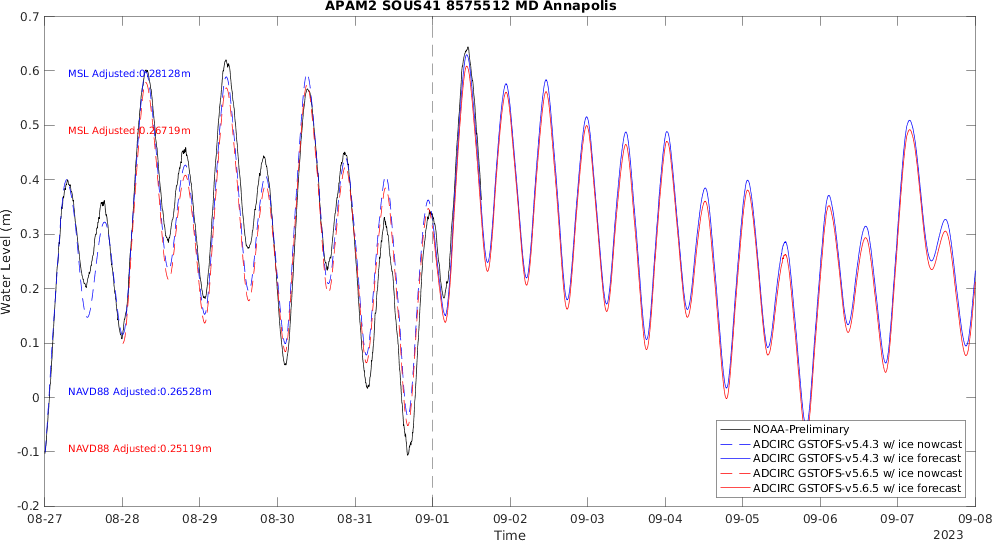 APAM2 SOUS41 8575512 MD Annapolis
0.7
0.6
0.5
0.4
0.3
0.2
0.1
0
-0.1
-0.2
Water Level (m)
MSL Adjusted:0.28128m
MSL Adjusted:0.26719m
NAVD88 Adjusted:0.26528m
NAVD88 Adjusted:0.25119m
NOAA-Preliminary
ADCIRC GSTOFS-v5.4.3 w/ ice nowcast
ADCIRC GSTOFS-v5.4.3 w/ ice forecast
ADCIRC GSTOFS-v5.6.5 w/ ice nowcast
ADCIRC GSTOFS-v5.6.5 w/ ice forecast
08-27 08-28 08-29 08-30 08-31 09-01 09-02 09-03 09-04 09-05 09-06 09-07 09-08
Time
2023